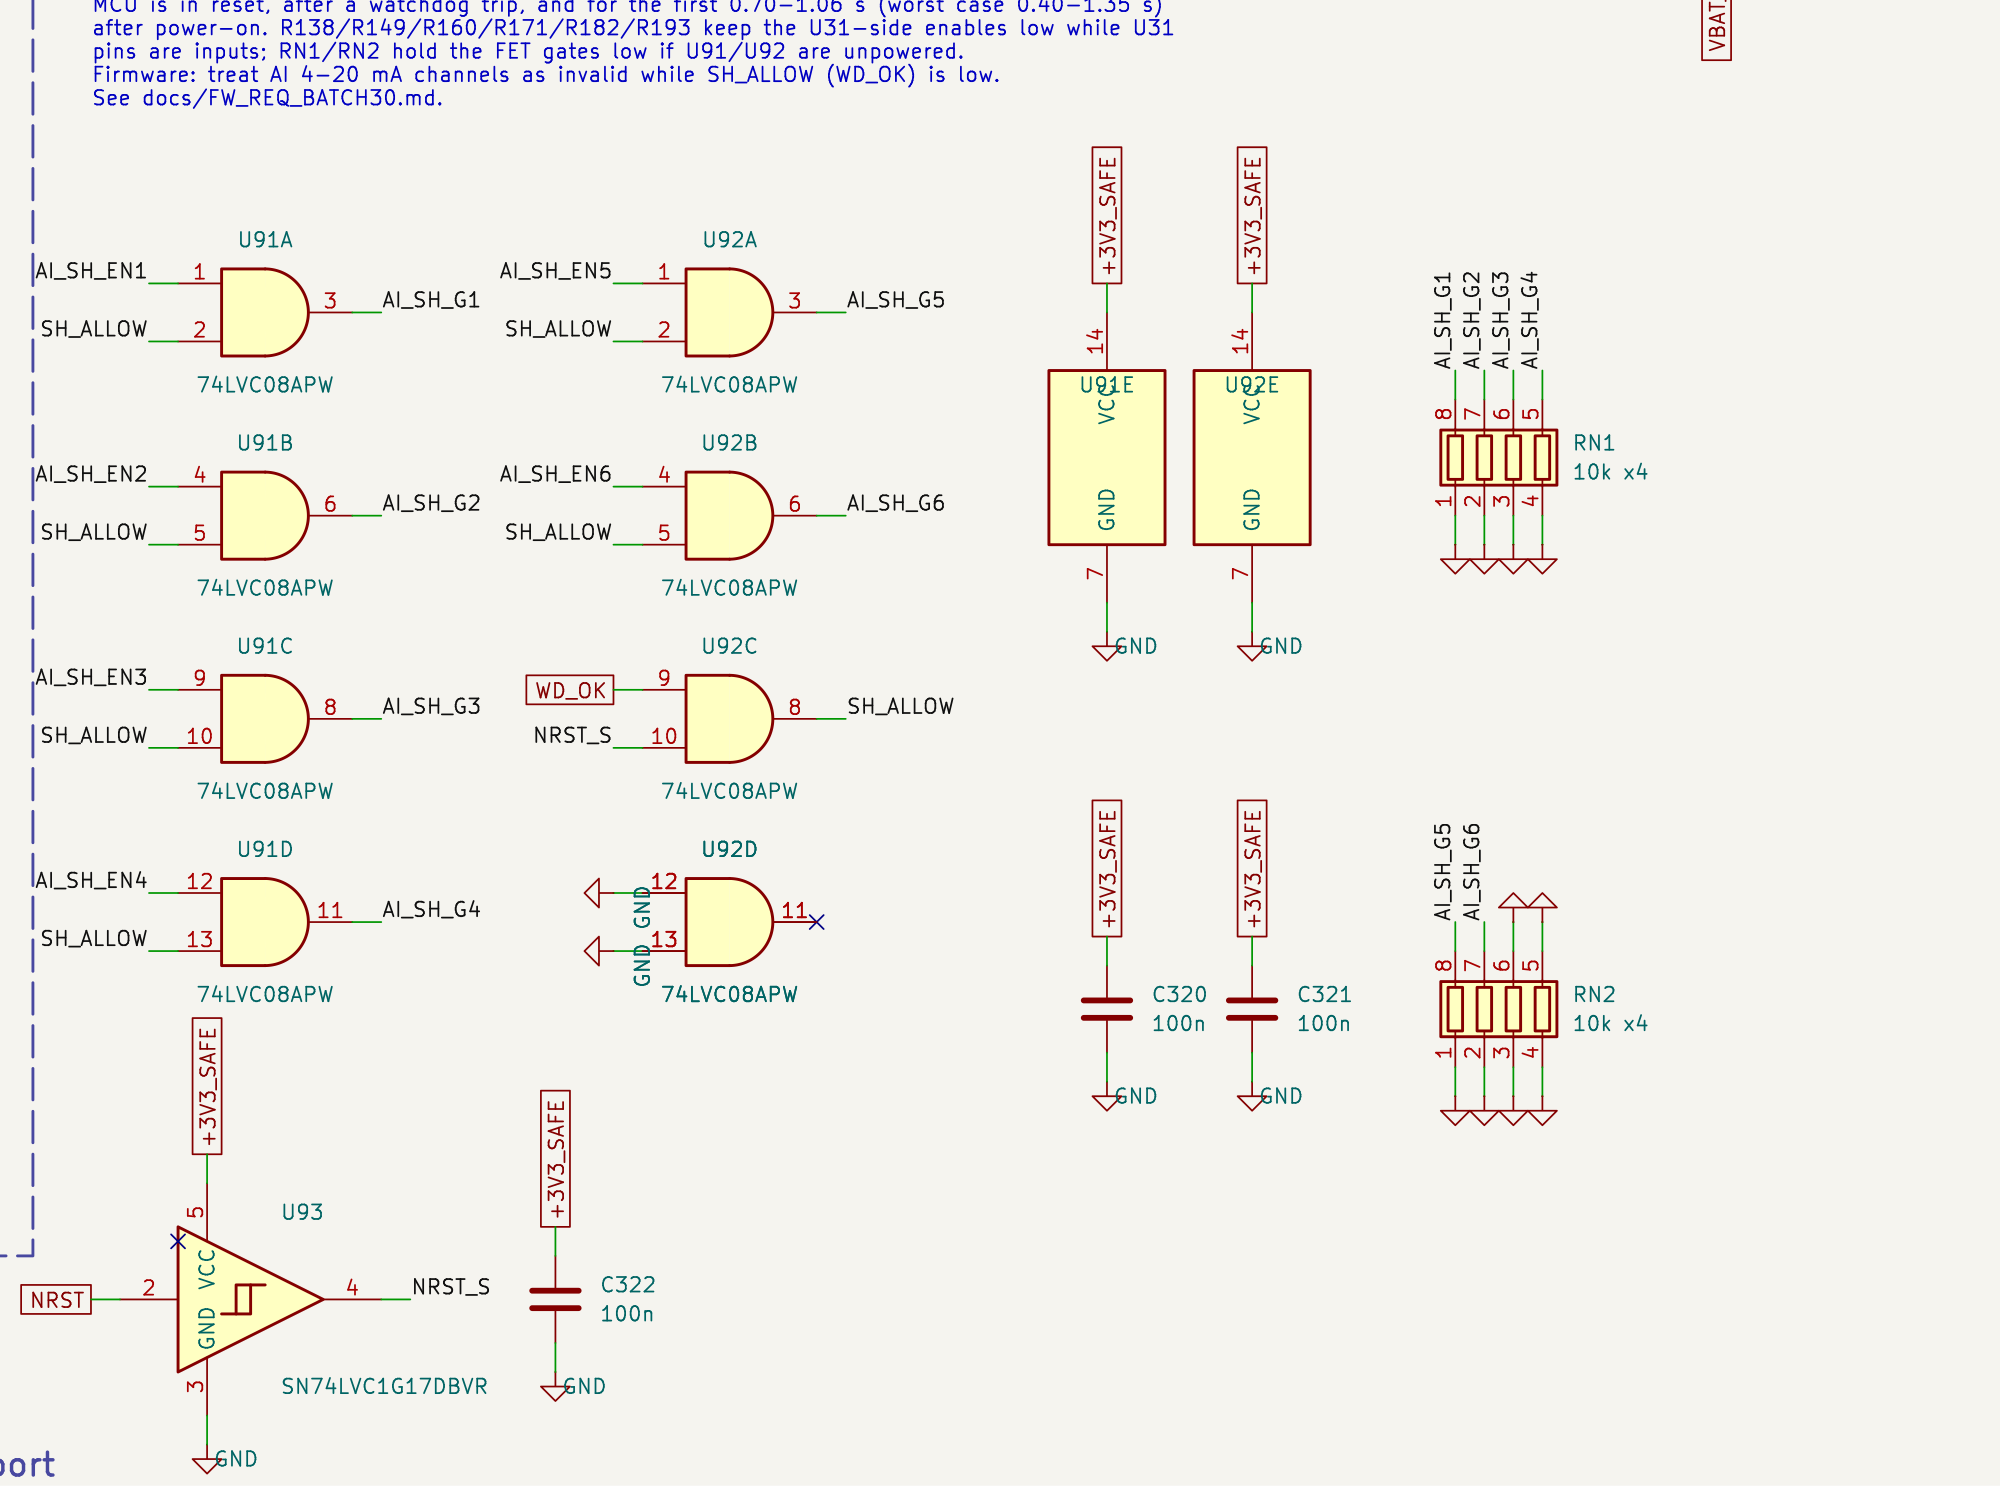 MCU is in reset, after a watchdog trip, and for the first 0.70-1.06 s (worst case 0.40-1.35 s)
after power-on. R138/R149/R160/R171/R182/R193 keep the U31-side enables low while U31
pins are inputs; RN1/RN2 hold the FET gates low if U91/U92 are unpowered.
Firmware: treat AI 4-20 mA channels as invalid while SH_ALLOW (WD_OK) is low.
See docs/FW_REQ_BATCH30.md.
U91A
AI_SH_EN1
1
SH_ALLOW
2
3
AI_SH_G1
74LVC08APW
U92A
AI_SH_EN5
1
SH_ALLOW
2
3
AI_SH_G5
74LVC08APW
U91B
AI_SH_EN2
4
SH_ALLOW
5
6
AI_SH_G2
74LVC08APW
U92B
AI_SH_EN6
4
SH_ALLOW
5
6
AI_SH_G6
74LVC08APW
U91C
AI_SH_EN3
9
SH_ALLOW
10
8
AI_SH_G3
74LVC08APW
U92C
WD_OK
9
NRST_S
10
8
SH_ALLOW
74LVC08APW
U91D
AI_SH_EN4
12
SH_ALLOW
13
11
AI_SH_G4
74LVC08APW
U92D
GND
12
GND
13
11
74LVC08APW
+3V3_SAFE
14
U91E
VCC
GND
7
GND
+3V3_SAFE
14
U92E
VCC
GND
7
GND
AI_SH_G1
AI_SH_G2
AI_SH_G3
AI_SH_G4
8
7
6
5
RN1
10k x4
1
2
3
4
+3V3_SAFE
C320
100n
GND
+3V3_SAFE
C321
100n
GND
AI_SH_G5
AI_SH_G6
8
7
6
5
RN2
10k x4
1
2
3
4
+3V3_SAFE
5
U93
VCC
NRST
2
4
NRST_S
GND
3
SN74LVC1G17DBVR
GND
+3V3_SAFE
C322
100n
GND
port